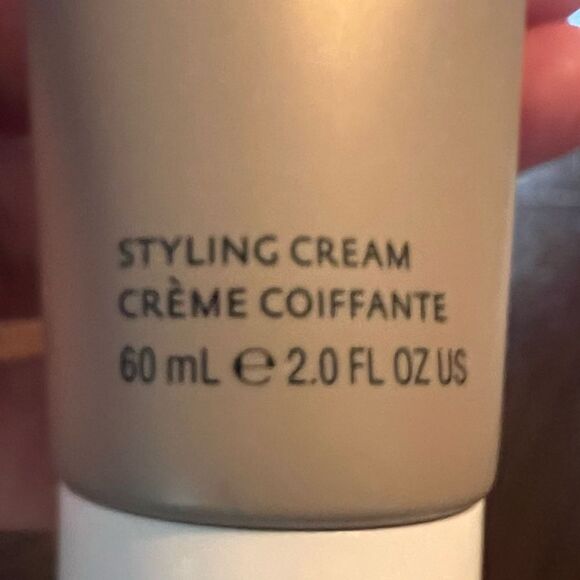 STYLING CREAM
CRÈME COIFFANTE
60 mL ℮ 2.0 FL OZ US